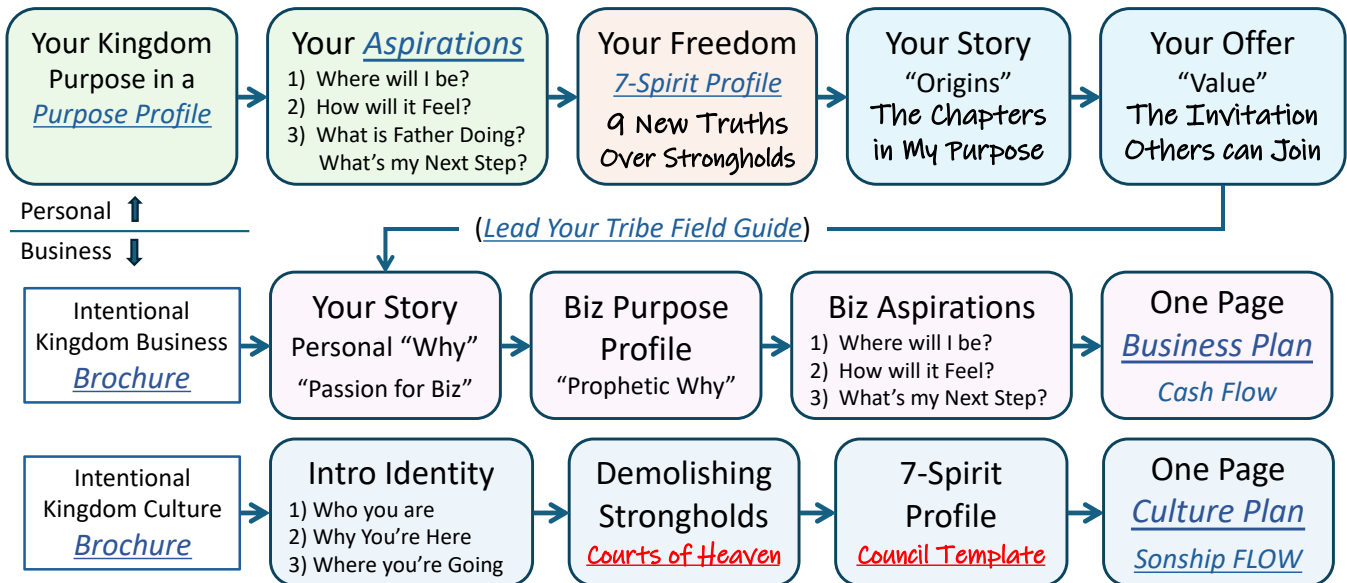 Your Kingdom
Purpose in a
Purpose Profile
Your Aspirations
1) Where will I be?
2) How will it Feel?
3) What is Father Doing?
What's my Next Step?
Your Freedom
7-Spirit Profile
9 New Truths
Over Strongholds
Your Story
"Origins"
The Chapters
in My Purpose
Your Offer
"Value"
The Invitation
Others can Join
Personal
Business
(Lead Your Tribe Field Guide)
Intentional
Kingdom Business
Brochure
Your Story
Personal "Why"
"Passion for Biz"
Biz Purpose
Profile
"Prophetic Why"
Biz Aspirations
1) Where will I be?
2) How will it Feel?
3) What's my Next Step?
One Page
Business Plan
Cash Flow
Intentional
Kingdom Culture
Brochure
Intro Identity
1) Who you are
2) Why You're Here
3) Where you're Going
Demolishing
Strongholds
Courts of Heaven
7-Spirit
Profile
Council Template
One Page
Culture Plan
Sonship FLOW